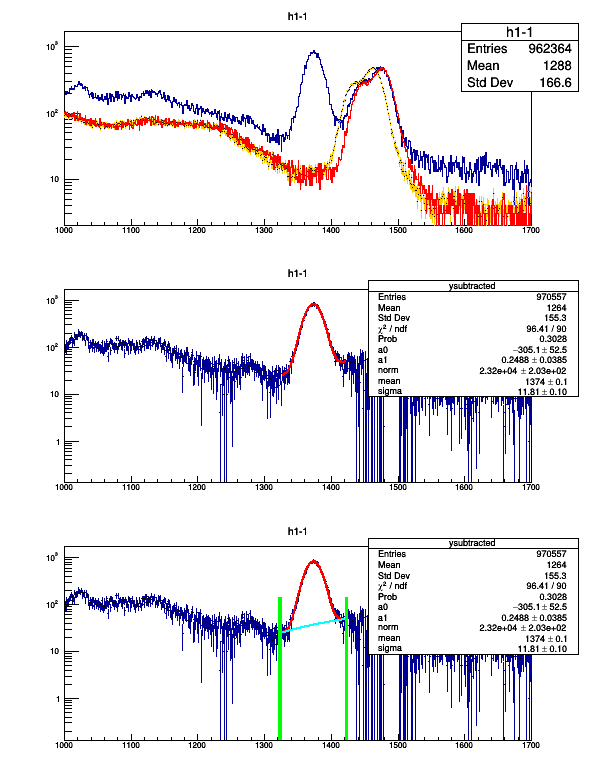 h1-1
h1-1
Entries 962364
Mean 1288
Std Dev 166.6
10³
10²
10
1000 1100 1200 1300 1400 1500 1600 1700
h1-1
ysubtracted
Entries 970557
Mean 1264
Std Dev 155.3
χ² / ndf 96.41 / 90
Prob 0.3028
a0 −305.1 ± 52.5
a1 0.2488 ± 0.0385
norm 2.32e+04 ± 2.03e+02
mean 1374 ± 0.1
sigma 11.81 ± 0.10
10³
10²
10
1
1000 1100 1200 1300 1400 1500 1600 1700
h1-1
ysubtracted
Entries 970557
Mean 1264
Std Dev 155.3
χ² / ndf 96.41 / 90
Prob 0.3028
a0 −305.1 ± 52.5
a1 0.2488 ± 0.0385
norm 2.32e+04 ± 2.03e+02
mean 1374 ± 0.1
sigma 11.81 ± 0.10
10³
10²
10
1
1000 1100 1200 1300 1400 1500 1600 1700